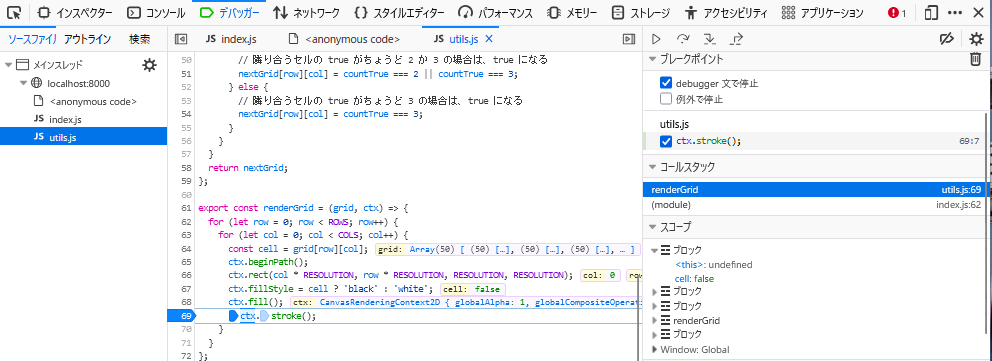 インスペクター コンソール デバッガー ネットワーク スタイルエディター パフォーマンス メモリー ストレージ アクセシビリティ アプリケーション 1
ソースファイル アウトライン 検索
メインスレッド
localhost:8000
<anonymous code>
JS index.js
JS utils.js
JS index.js <anonymous code> JS utils.js
50 // 隣り合うセルの true がちょうど 2 か 3 の場合は、true になる
51 nextGrid[row][col] = countTrue === 2 || countTrue === 3;
52 } else {
53 // 隣り合うセルの true がちょうど 3 の場合は、true になる
54 nextGrid[row][col] = countTrue === 3;
55 }
56 }
57 }
58 return nextGrid;
59 };
60
61 export const renderGrid = (grid, ctx) => {
62 for (let row = 0; row < ROWS; row++) {
63 for (let col = 0; col < COLS; col++) {
64 const cell = grid[row][col]; grid: Array(50) [ (50) […], (50) […], (50) […], … ]
65 ctx.beginPath();
66 ctx.rect(col * RESOLUTION, row * RESOLUTION, RESOLUTION, RESOLUTION); col: 0 row
67 ctx.fillStyle = cell ? 'black' : 'white'; cell: false
68 ctx.fill(); ctx: CanvasRenderingContext2D { globalAlpha: 1, globalCompositeOperati
69 ctx.stroke();
70 }
71 }
72 };
ブレークポイント
debugger 文で停止
例外で停止
utils.js
ctx.stroke(); 69:7
コールスタック
renderGrid utils.js:69
(module) index.js:62
スコープ
ブロック
<this>: undefined
cell: false
ブロック
ブロック
renderGrid
ブロック
Window: Global